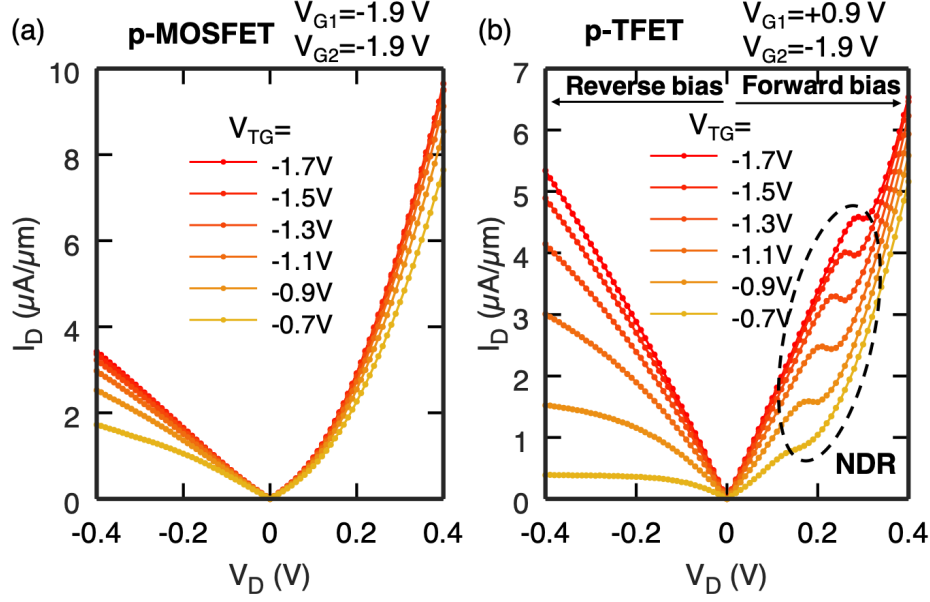 (a)
p-MOSFET
V_G1=-1.9 V
V_G2=-1.9 V
10
8
6
4
2
0
I_D (μA/μm)
V_TG=
-1.7V
-1.5V
-1.3V
-1.1V
-0.9V
-0.7V
-0.4
-0.2
0
0.2
0.4
V_D (V)
(b)
p-TFET
V_G1=+0.9 V
V_G2=-1.9 V
7
6
5
4
3
2
1
0
I_D (μA/μm)
Reverse bias
Forward bias
V_TG=
-1.7V
-1.5V
-1.3V
-1.1V
-0.9V
-0.7V
NDR
-0.4
-0.2
0
0.2
0.4
V_D (V)